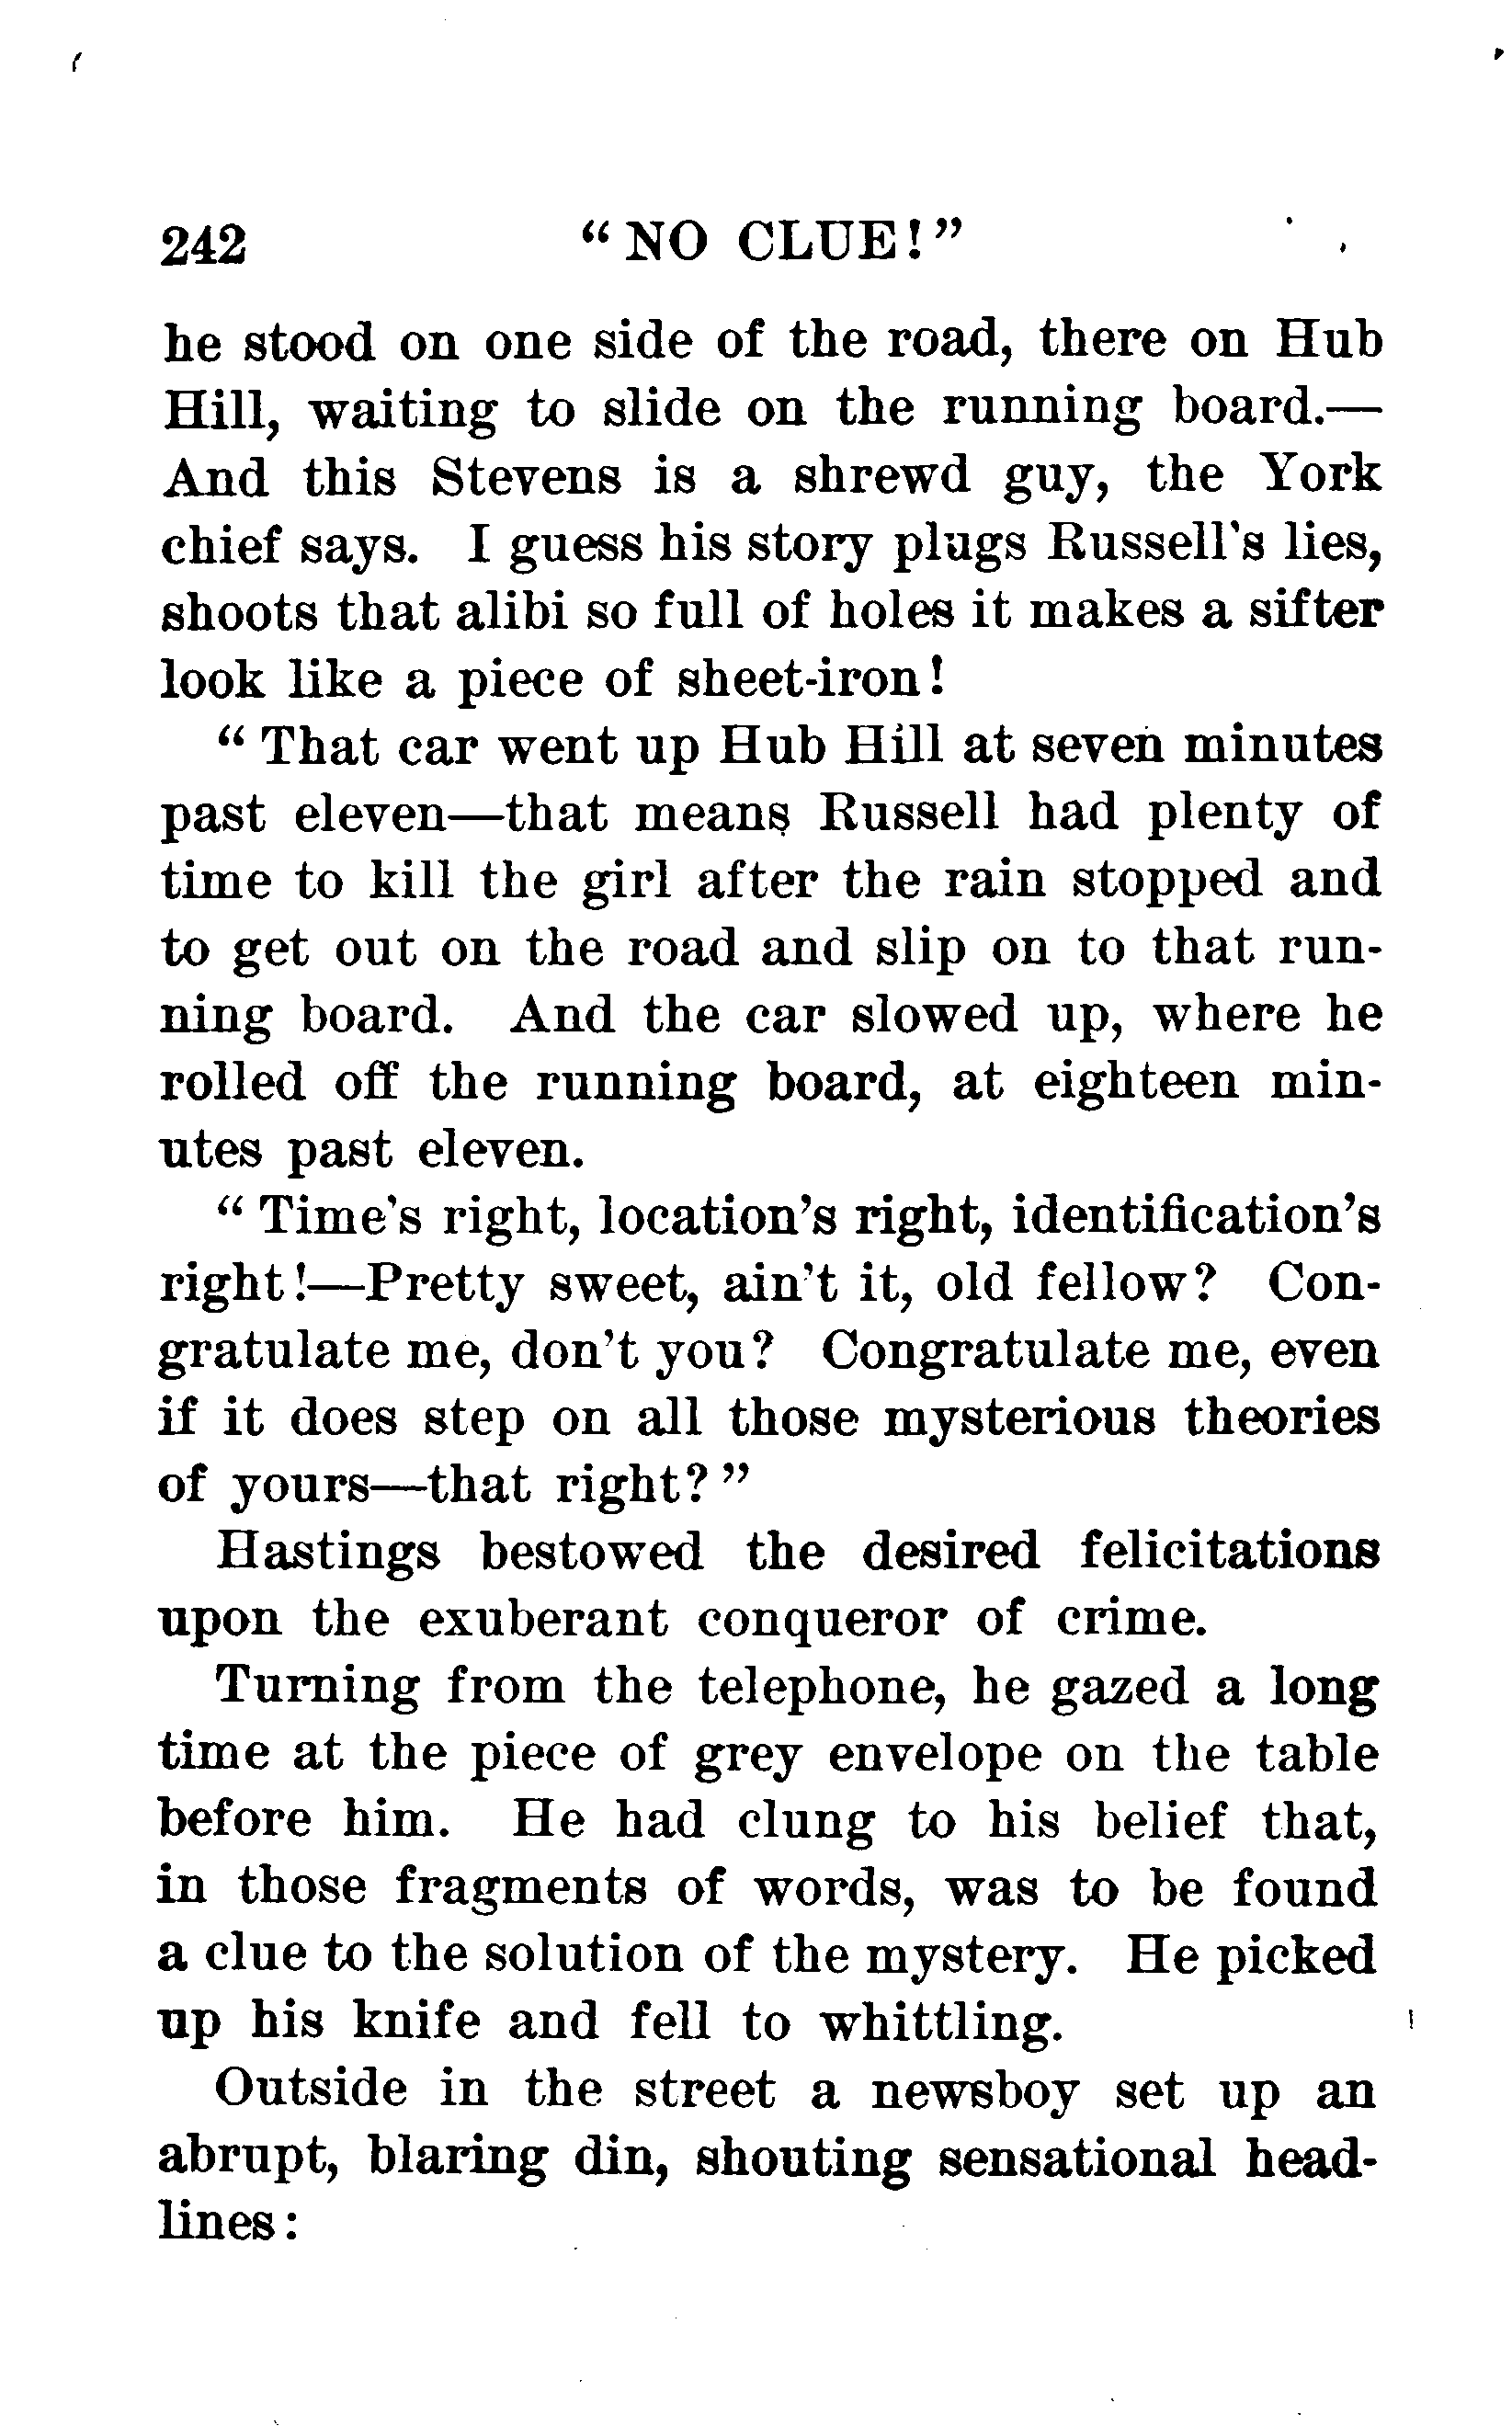 242 "NO CLUE!"
he stood on one side of the road, there on Hub
Hill, waiting to slide on the running board.—
And this Stevens is a shrewd guy, the York
chief says. I guess his story plugs Russell's lies,
shoots that alibi so full of holes it makes a sifter
look like a piece of sheet-iron!
"That car went up Hub Hill at seven minutes
past eleven—that means Russell had plenty of
time to kill the girl after the rain stopped and
to get out on the road and slip on to that run-
ning board. And the car slowed up, where he
rolled off the running board, at eighteen min-
utes past eleven.
"Time's right, location's right, identification's
right!—Pretty sweet, ain't it, old fellow? Con-
gratulate me, don't you? Congratulate me, even
if it does step on all those mysterious theories
of yours—that right?"
Hastings bestowed the desired felicitations
upon the exuberant conqueror of crime.
Turning from the telephone, he gazed a long
time at the piece of grey envelope on the table
before him. He had clung to his belief that,
in those fragments of words, was to be found
a clue to the solution of the mystery. He picked
up his knife and fell to whittling.
Outside in the street a newsboy set up an
abrupt, blaring din, shouting sensational head-
lines: